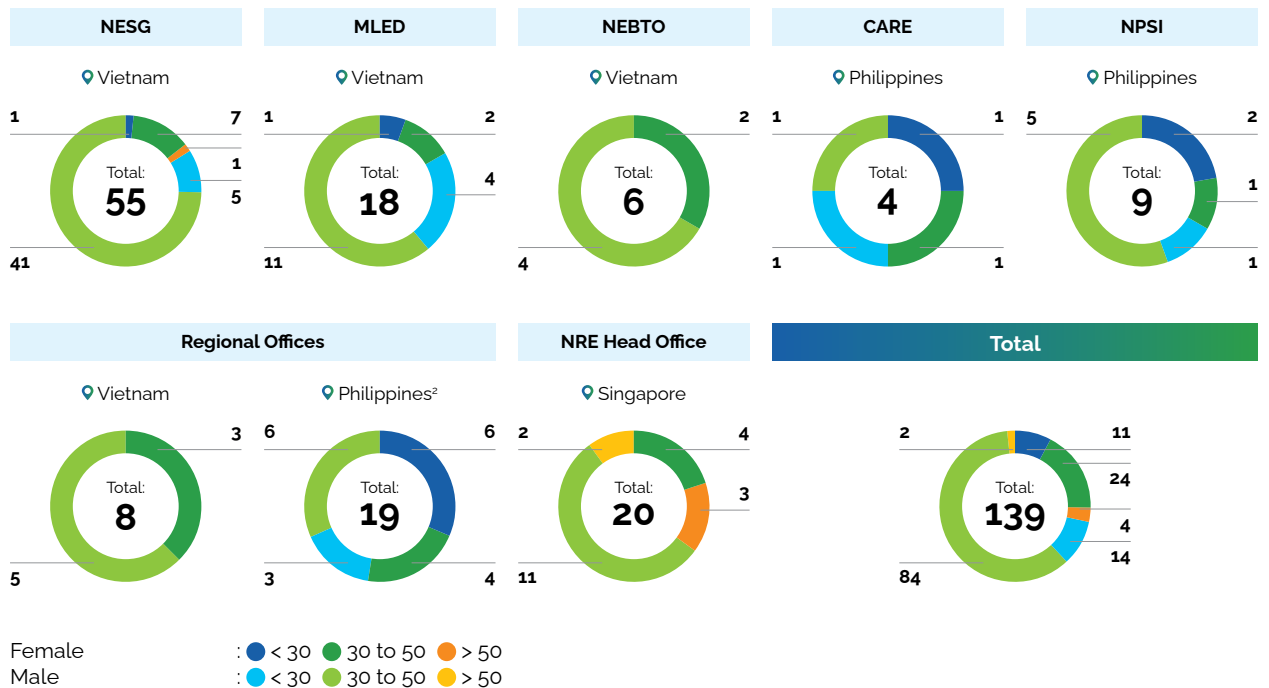 NESG
MLED
NEBTO
CARE
NPSI
Vietnam
Vietnam
Vietnam
Philippines
Philippines
1
7
1
5
41
Total:
55
1
2
4
11
Total:
18
2
4
Total:
6
1
1
1
1
Total:
4
5
2
1
1
Total:
9
Regional Offices
NRE Head Office
Total
Vietnam
Philippines²
Singapore
3
5
Total:
8
6
6
3
4
Total:
19
2
4
3
11
Total:
20
2
11
24
4
14
84
Total:
139
Female : < 30 30 to 50 > 50
Male : < 30 30 to 50 > 50